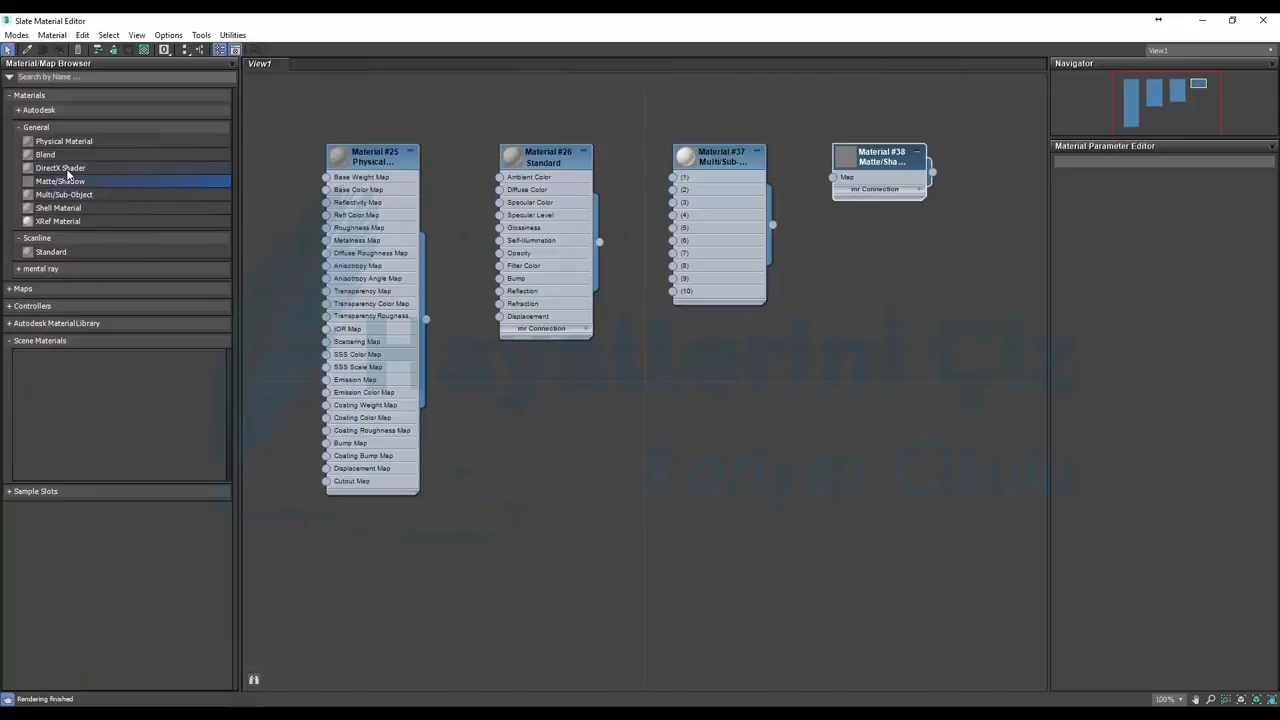 Slate Material Editor
Modes Material Edit Select View Options Tools Utilities
View1
Material/Map Browser
View1
Navigator
Search by Name ...
- Materials
+ Autodesk
- General
Physical Material
Blend
DirectX Shader
Matte/Shadow
Multi/Sub-Object
Shell Material
XRef Material
- Scanline
Standard
+ mental ray
+ Maps
+ Controllers
+ Autodesk Material Library
- Scene Materials
+ Sample Slots
Material #25
Physical...
Base Weight Map
Base Color Map
Reflectivity Map
Refl Color Map
Roughness Map
Metalness Map
Diffuse Roughness Map
Anisotropy Map
Anisotropy Angle Map
Transparency Map
Transparency Color Map
Transparency Rougness...
IOR Map
Scattering Map
SSS Color Map
SSS Scale Map
Emission Map
Emission Color Map
Coating Weight Map
Coating Color Map
Coating Roughness Map
Bump Map
Coating Bump Map
Displacement Map
Cutout Map
Material #26
Standard
Ambient Color
Diffuse Color
Specular Color
Specular Level
Glossiness
Self-Illumination
Opacity
Filter Color
Bump
Reflection
Refraction
Displacement
mr Connection +
Material #37
Multi/Sub-...
(1)
(2)
(3)
(4)
(5)
(6)
(7)
(8)
(9)
(10)
Material #38
Matte/Sha...
Map
mr Connection +
Material Parameter Editor
Rendering finished
100%